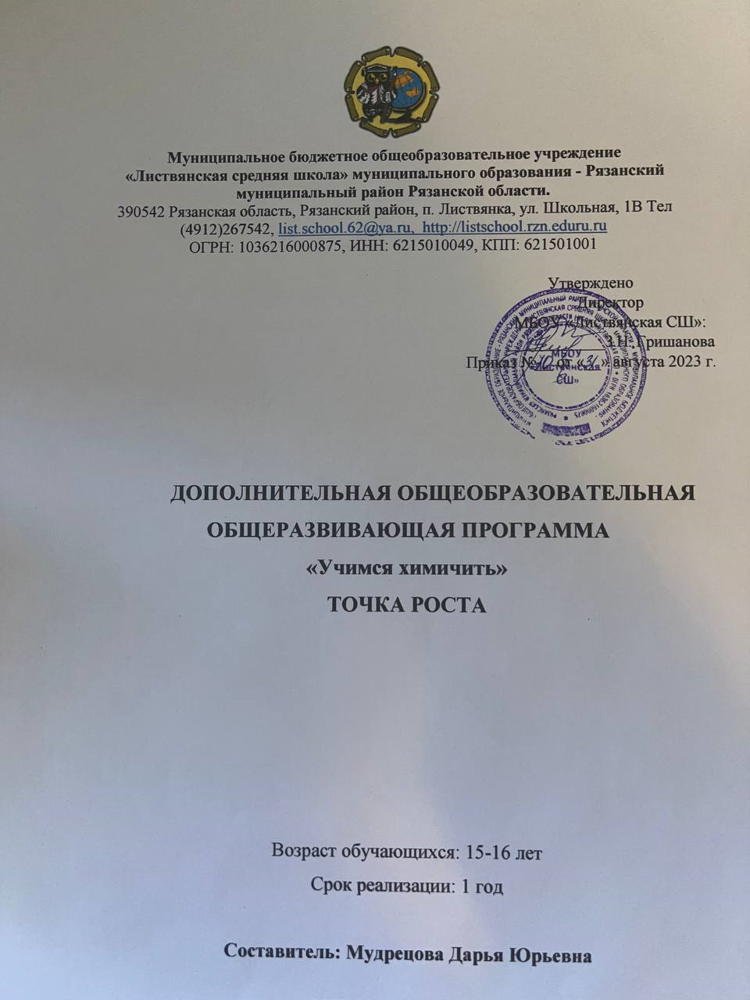 Муниципальное бюджетное общеобразовательное учреждение
«Листвянская средняя школа» муниципального образования - Рязанский
муниципальный район Рязанской области.
390542 Рязанская область, Рязанский район, п. Листвянка, ул. Школьная, 1В Тел
(4912)267542, list.school.62@ya.ru, http://listschool.rzn.eduru.ru
ОГРН: 1036216000875, ИНН: 6215010049, КПП: 621501001
Утверждено
Директор
МБОУ «Листвянская СШ»:
З.Н. Гришанова
Приказ № от «31» августа 2023 г.
МБОУ
«Листвянская
СШ»
ДОПОЛНИТЕЛЬНАЯ ОБЩЕОБРАЗОВАТЕЛЬНАЯ
ОБЩЕРАЗВИВАЮЩАЯ ПРОГРАММА
«Учимся химичить»
ТОЧКА РОСТА
Возраст обучающихся: 15-16 лет
Срок реализации: 1 год
Составитель: Мудрецова Дарья Юрьевна